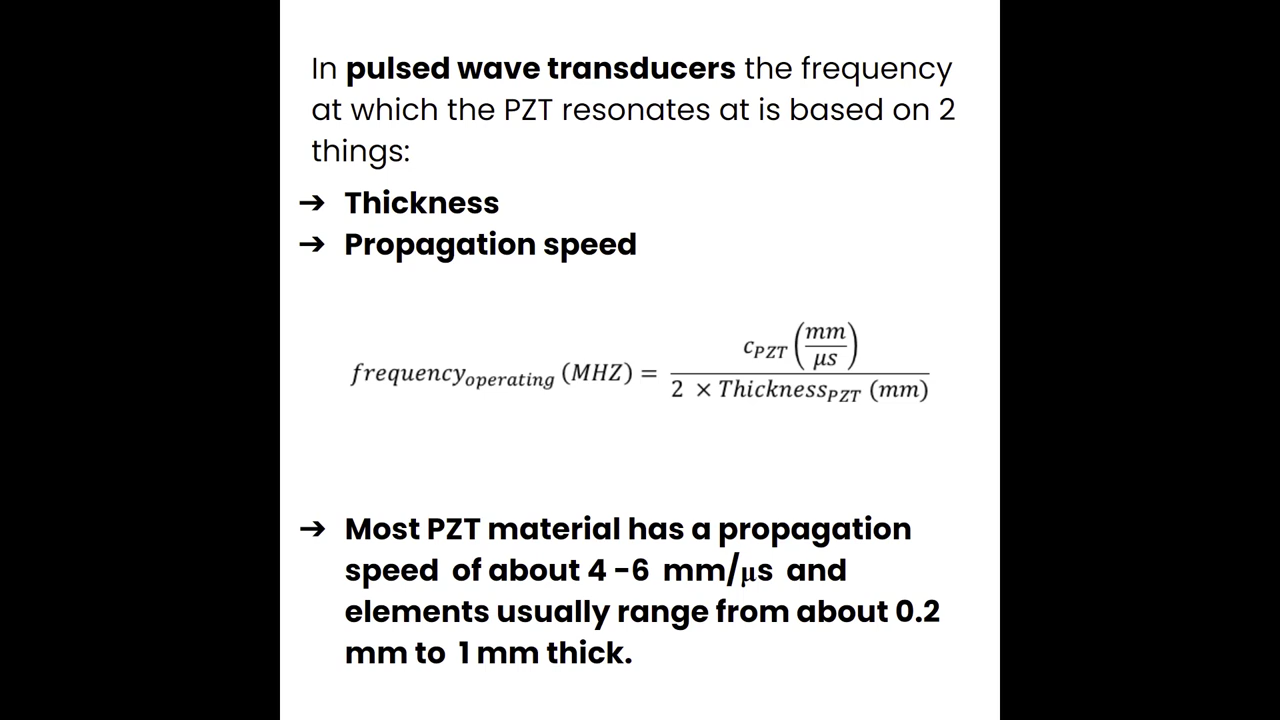 In pulsed wave transducers the frequency
at which the PZT resonates at is based on 2
things:
➔ Thickness
➔ Propagation speed
frequency_operating (MHZ) = c_PZT (mm/μs) / 2 × Thickness_PZT (mm)
➔ Most PZT material has a propagation
speed of about 4 -6 mm/μs and
elements usually range from about 0.2
mm to 1 mm thick.